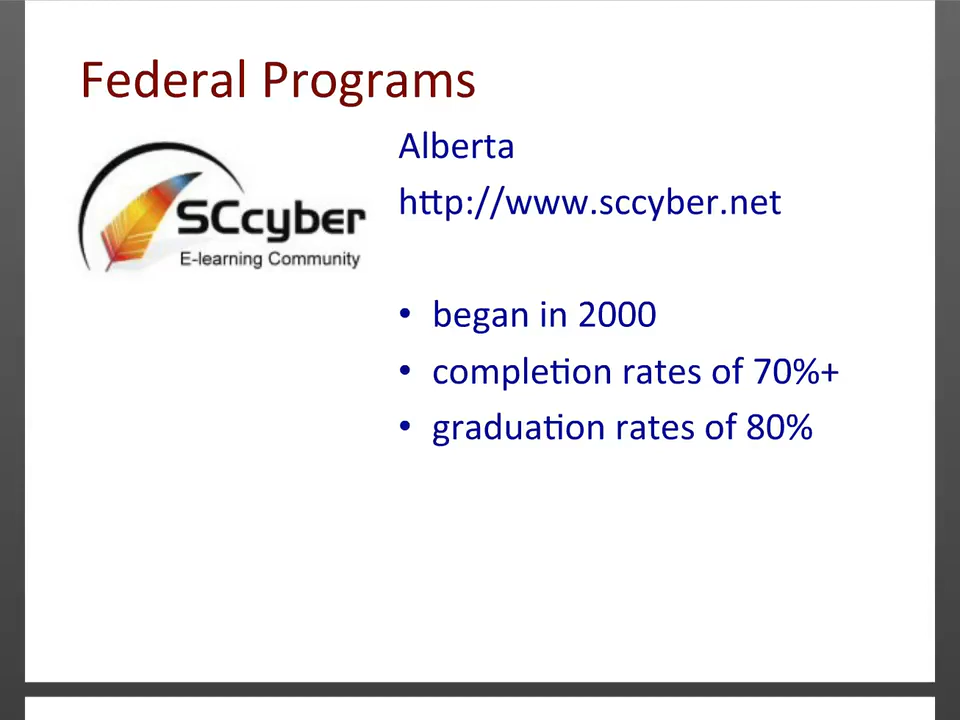 Federal Programs
SCcyber
E-learning Community
Alberta
http://www.sccyber.net
• began in 2000
• completion rates of 70%+
• graduation rates of 80%